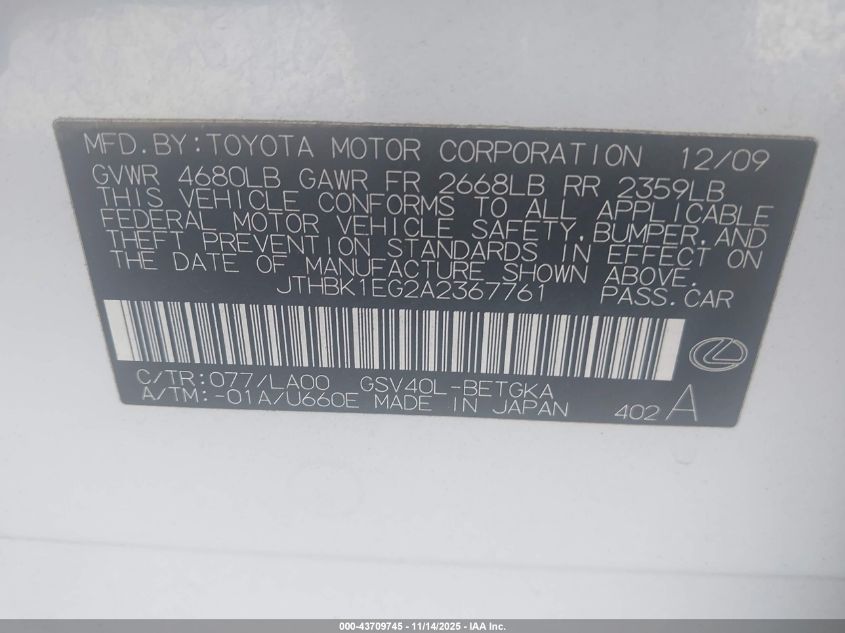 MFD.BY:TOYOTA MOTOR CORPORATION 12/09
GVWR 4680LB GAWR FR 2668LB RR 2359LB
THIS VEHICLE CONFORMS TO ALL APPLICABLE
FEDERAL MOTOR VEHICLE SAFETY,BUMPER,AND
THEFT PREVENTION STANDARDS IN EFFECT ON
THE DATE OF MANUFACTURE SHOWN ABOVE.
JTHBK1EG2A2367761 PASS.CAR
C/TR:077/LA00 GSV40L-BETGKA
A/TM:-01A/U660E MADE IN JAPAN 402 A
000-43709745 - 11/14/2025 - IAA Inc.